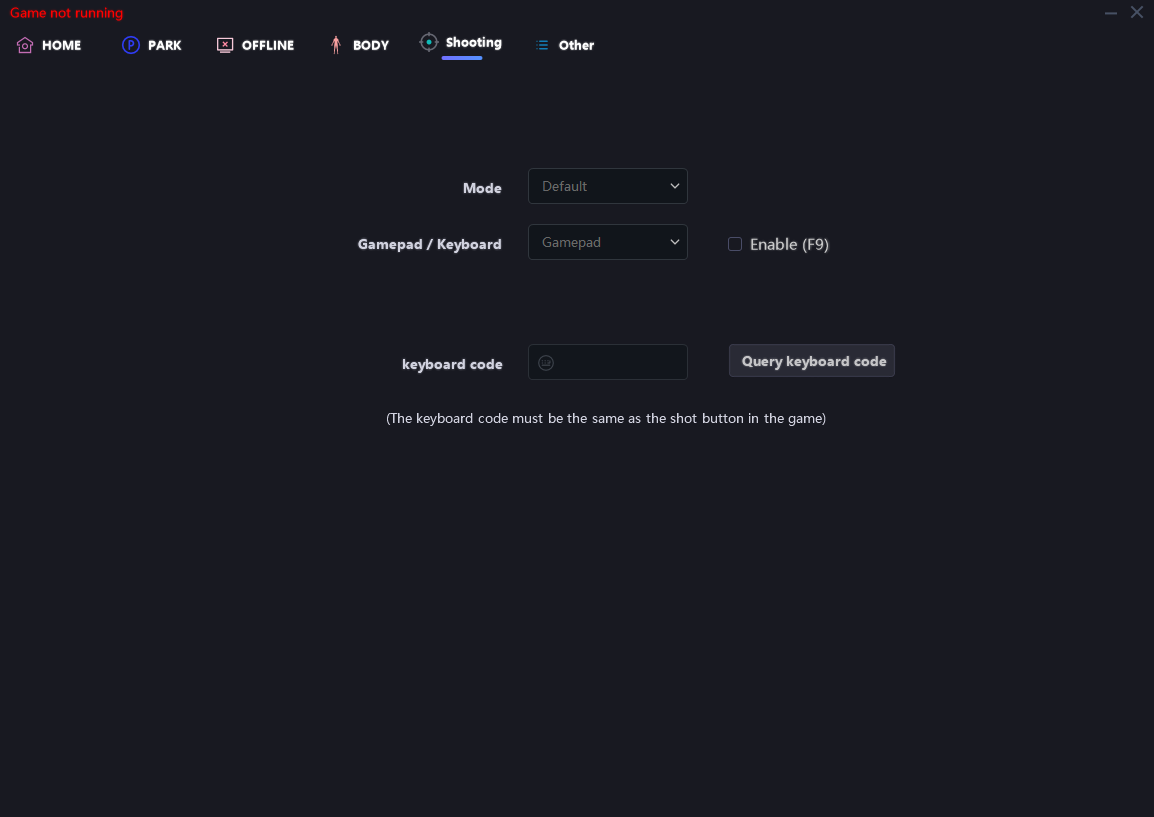 Game not running
HOME PARK OFFLINE BODY Shooting Other
Mode Default
Gamepad / Keyboard Gamepad Enable (F9)
keyboard code Query keyboard code
(The keyboard code must be the same as the shot button in the game)